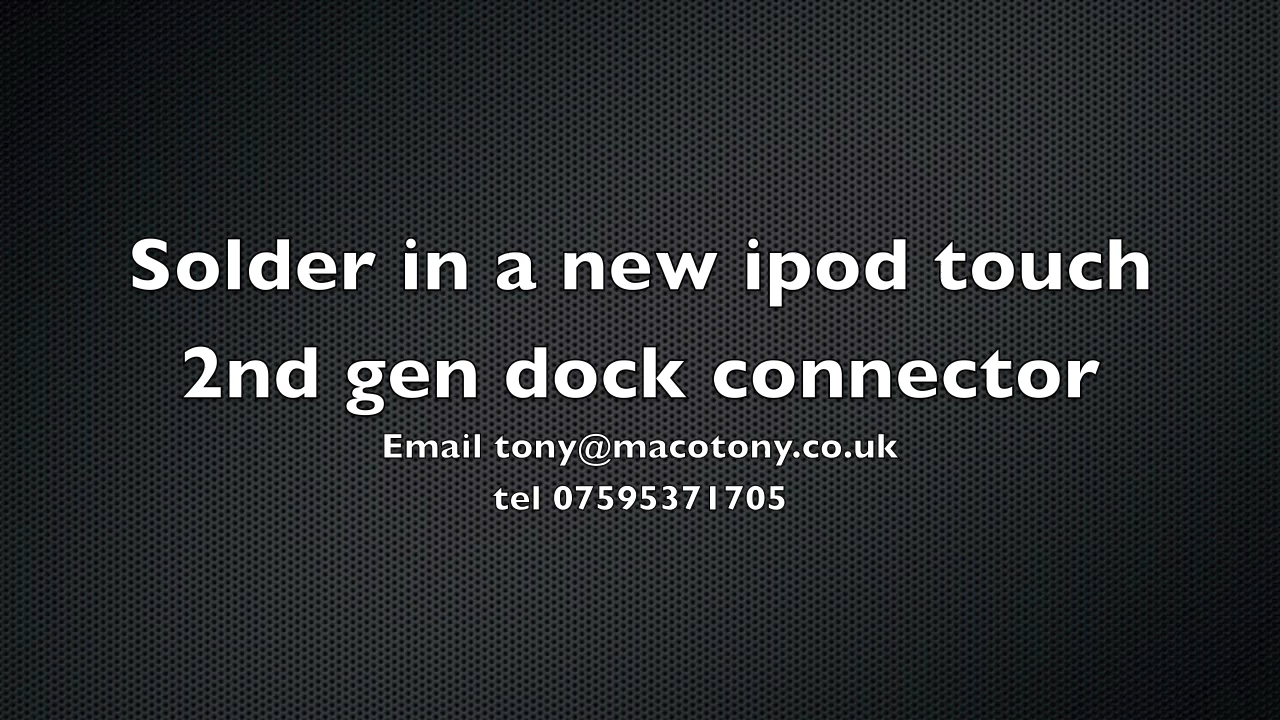 Solder in a new ipod touch
2nd gen dock connector
Email tony@macotony.co.uk
tel 07595371705